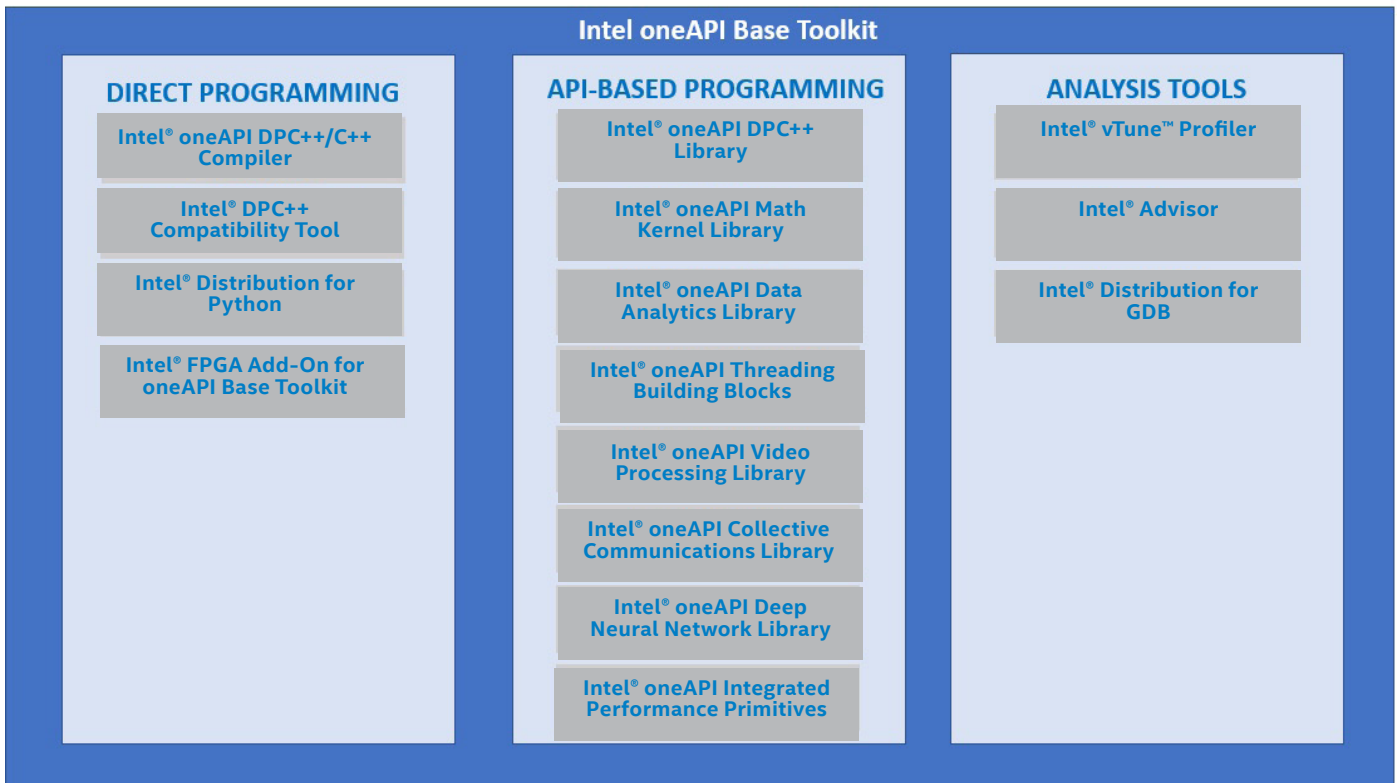 Intel oneAPI Base Toolkit
DIRECT PROGRAMMING
Intel® oneAPI DPC++/C++
Compiler
Intel® DPC++
Compatibility Tool
Intel® Distribution for
Python
Intel® FPGA Add-On for
oneAPI Base Toolkit
API-BASED PROGRAMMING
Intel® oneAPI DPC++
Library
Intel® oneAPI Math
Kernel Library
Intel® oneAPI Data
Analytics Library
Intel® oneAPI Threading
Building Blocks
Intel® oneAPI Video
Processing Library
Intel® oneAPI Collective
Communications Library
Intel® oneAPI Deep
Neural Network Library
Intel® oneAPI Integrated
Performance Primitives
ANALYSIS TOOLS
Intel® vTune™ Profiler
Intel® Advisor
Intel® Distribution for
GDB